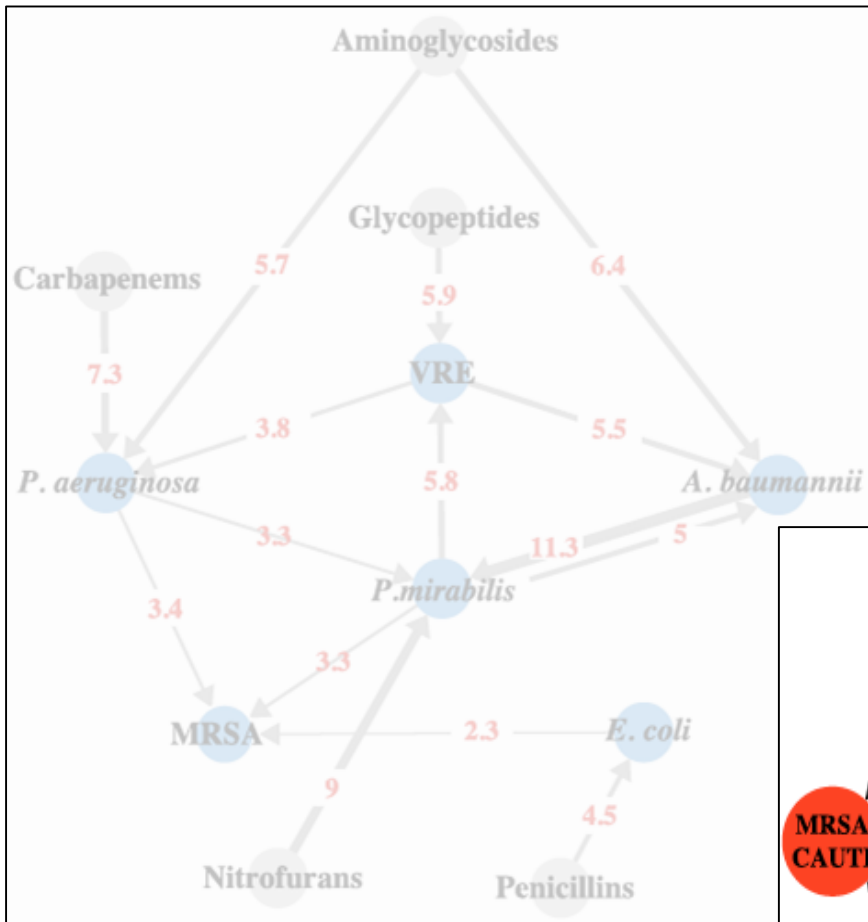 Aminoglycosides
Glycopeptides
Carbapenems
5.7
6.4
5.9
7.3
VRE
3.8
5.5
P. aeruginosa
A. baumannii
5.8
3.3
11.3
5
P.mirabilis
3.4
3.3
MRSA
2.3
E. coli
9
4.5
MRSA
CAUTI
Nitrofurans
Penicillins